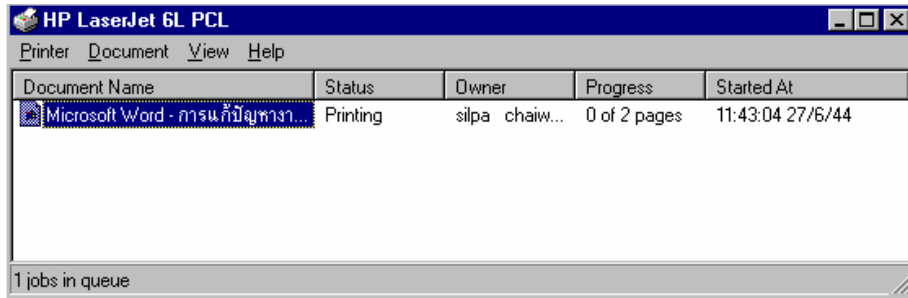 HP LaserJet 6L PCL
Printer Document View Help
Document Name Status Owner Progress Started At
Microsoft Word - การแก้ปัญหางา... Printing silpa chaiw... 0 of 2 pages 11:43:04 27/6/44
1 jobs in queue